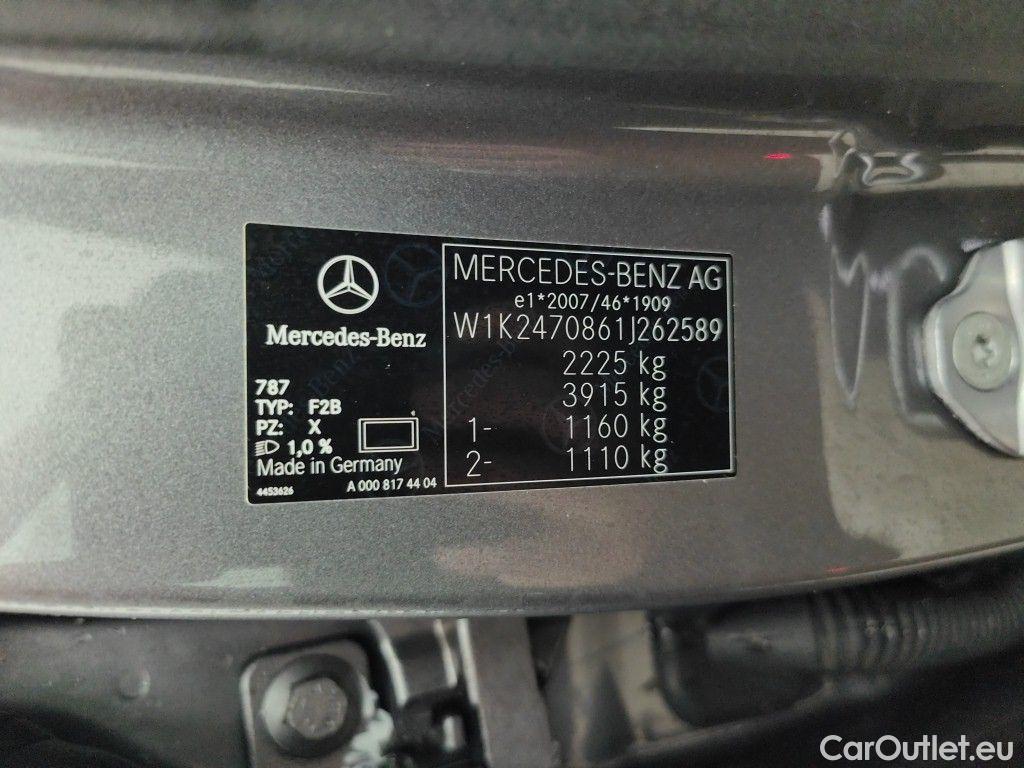 Mercedes-Benz
787
TYP: F2B
PZ: X
1,0 %
Made in Germany
4453626
A 000 817 44 04
MERCEDES-BENZ AG
e1*2007/46*1909
W1K2470861J262589
2225 kg
3915 kg
1- 1160 kg
2- 1110 kg
CarOutlet.eu